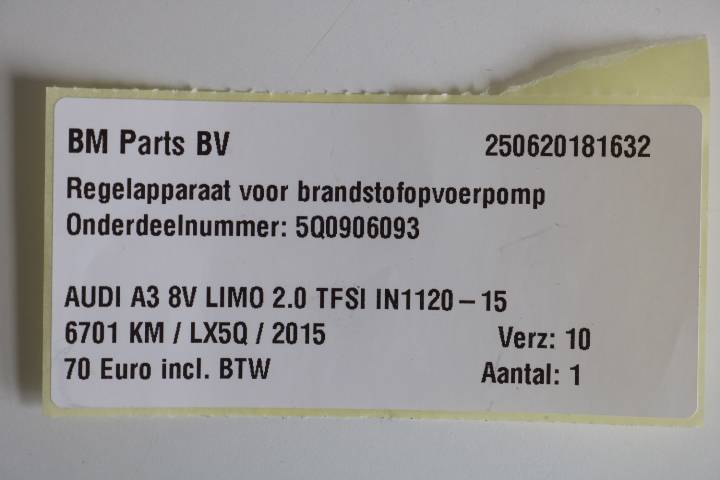 BM Parts BV 250620181632
Regelapparaat voor brandstofopvoerpomp
Onderdeelnummer: 5Q0906093
AUDI A3 8V LIMO 2.0 TFSI IN1120-15
6701 KM / LX5Q / 2015 Verz: 10
70 Euro incl. BTW Aantal: 1